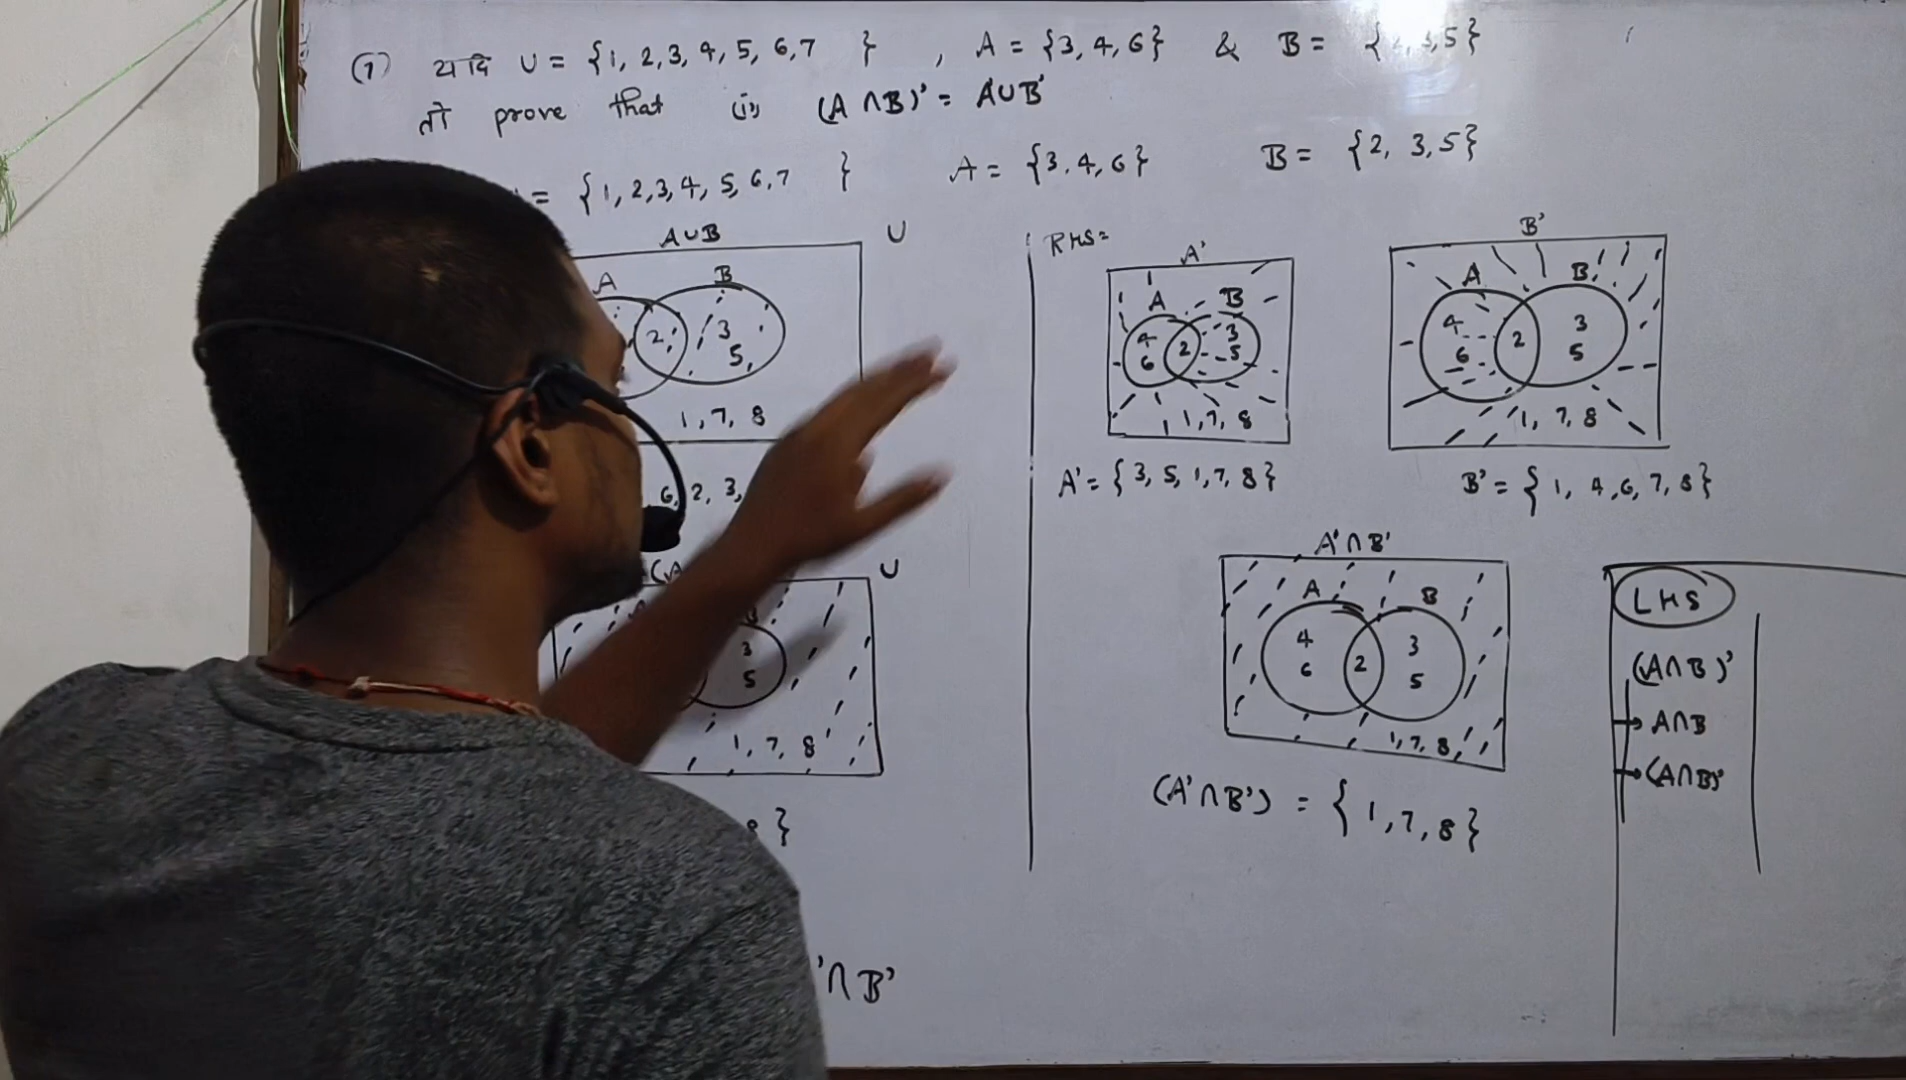 (1) यदि U = {1, 2, 3, 4, 5, 6, 7 } , A = {3, 4, 6} & B = { , 3, 5}
तो prove that (i) (A ∩ B)' = A'∪B'
= {1, 2, 3, 4, 5, 6, 7 } A = {3, 4, 6} B = {2, 3, 5}
A∪B U
A B
2 3
5
1, 7, 8
6, 2, 3,
(A U
3
5
1, 7, 8
8}
'∩ B'
RHS =
A'
A B
4 2 3
6 5
1, 7, 8
A' = {3, 5, 1, 7, 8}
B'
A B
4 2 3
6 5
1, 7, 8
B' = {1, 4, 6, 7, 8}
A' ∩ B'
A B
4 2 3
6 5
1, 7, 8
(A' ∩ B') = {1, 7, 8}
LHS
(A∩B)'
→ A∩B
→ (A∩B)'